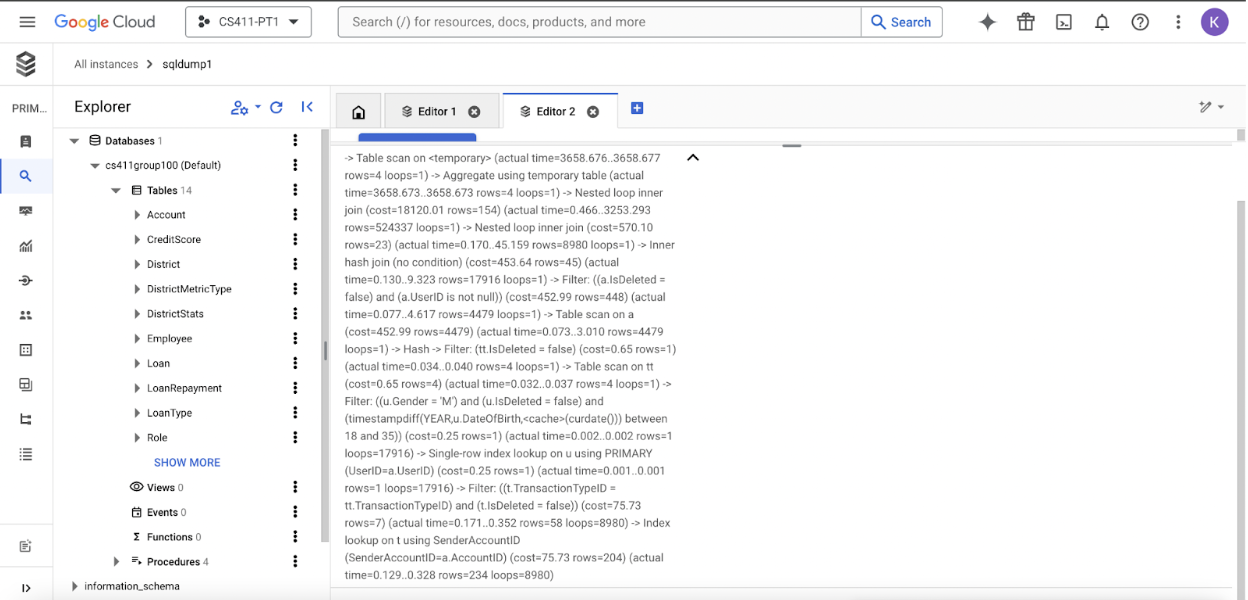 Google Cloud
CS411-PT1
Search (/) for resources, docs, products, and more
Search
K
All instances
sqldump1
PRIM...
Explorer
Editor 1
Editor 2
Databases 1
cs411group100 (Default)
Tables 14
Account
CreditScore
District
DistrictMetricType
DistrictStats
Employee
Loan
LoanRepayment
LoanType
Role
SHOW MORE
Views 0
Events 0
Functions 0
Procedures 4
information_schema
-> Table scan on <temporary> (actual time=3658.676..3658.677
rows=4 loops=1) -> Aggregate using temporary table (actual
time=3658.673..3658.673 rows=4 loops=1) -> Nested loop inner
join (cost=18120.01 rows=154) (actual time=0.466..3253.293
rows=524337 loops=1) -> Nested loop inner join (cost=570.10
rows=23) (actual time=0.170..45.159 rows=8980 loops=1) -> Inner
hash join (no condition) (cost=453.64 rows=45) (actual
time=0.130..9.323 rows=17916 loops=1) -> Filter: ((a.IsDeleted =
false) and (a.UserID is not null)) (cost=452.99 rows=448) (actual
time=0.077..4.617 rows=4479 loops=1) -> Table scan on a
(cost=452.99 rows=4479) (actual time=0.073..3.010 rows=4479
loops=1) -> Hash -> Filter: (tt.IsDeleted = false) (cost=0.65 rows=1)
(actual time=0.034..0.040 rows=4 loops=1) -> Table scan on tt
(cost=0.65 rows=4) (actual time=0.032..0.037 rows=4 loops=1) ->
Filter: ((u.Gender = 'M') and (u.IsDeleted = false) and
(timestampdiff(YEAR,u.DateOfBirth,<cache>(curdate())) between
18 and 35)) (cost=0.25 rows=1) (actual time=0.002..0.002 rows=1
loops=17916) -> Single-row index lookup on u using PRIMARY
(UserID=a.UserID) (cost=0.25 rows=1) (actual time=0.001..0.001
rows=1 loops=17916) -> Filter: ((t.TransactionTypeID =
tt.TransactionTypeID) and (t.IsDeleted = false)) (cost=75.73
rows=7) (actual time=0.171..0.352 rows=58 loops=8980) -> Index
lookup on t using SenderAccountID
(SenderAccountID=a.AccountID) (cost=75.73 rows=204) (actual
time=0.129..0.328 rows=234 loops=8980)